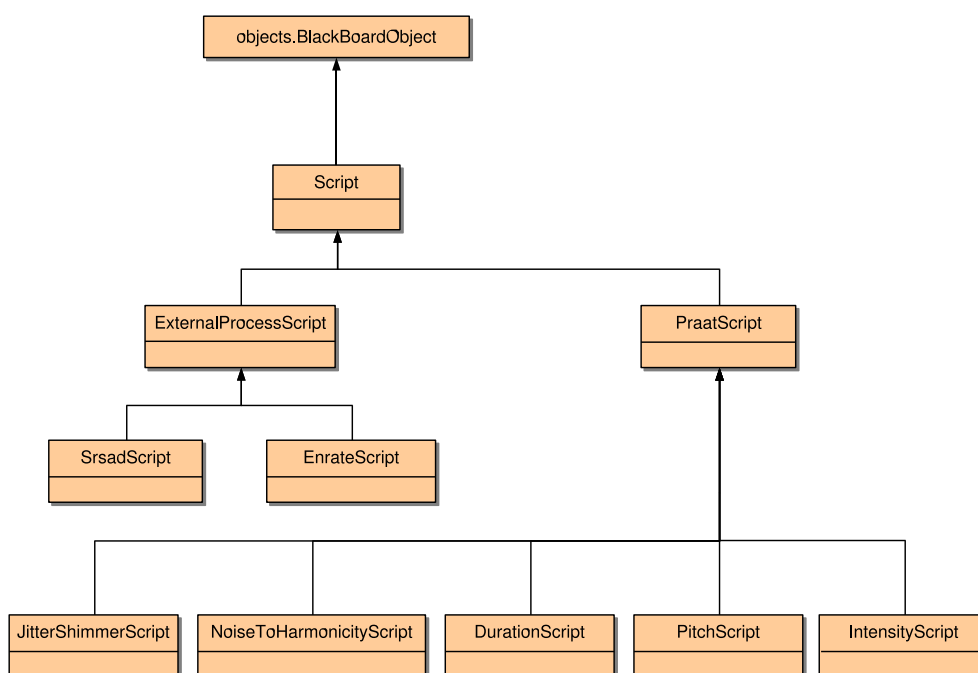 objects.BlackBoardObject
Script
ExternalProcessScript
PraatScript
SrsadScript
EnrateScript
JitterShimmerScript
NoiseToHarmonicityScript
DurationScript
PitchScript
IntensityScript